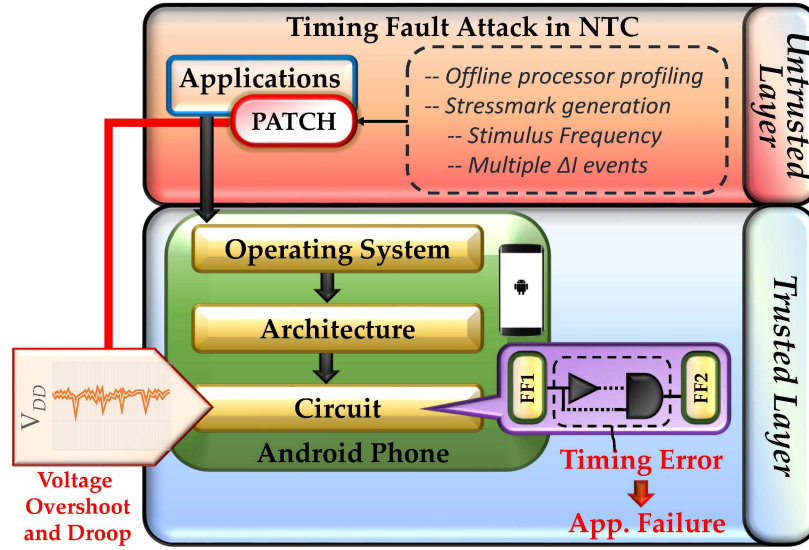 Timing Fault Attack in NTC
Applications
PATCH
-- Offline processor profiling
-- Stressmark generation
-- Stimulus Frequency
-- Multiple ΔI events
Untrusted
Layer
Operating System
Architecture
Circuit
Android Phone
Trusted Layer
VDD
Voltage
Overshoot
and Droop
FF1
FF2
Timing Error
App. Failure